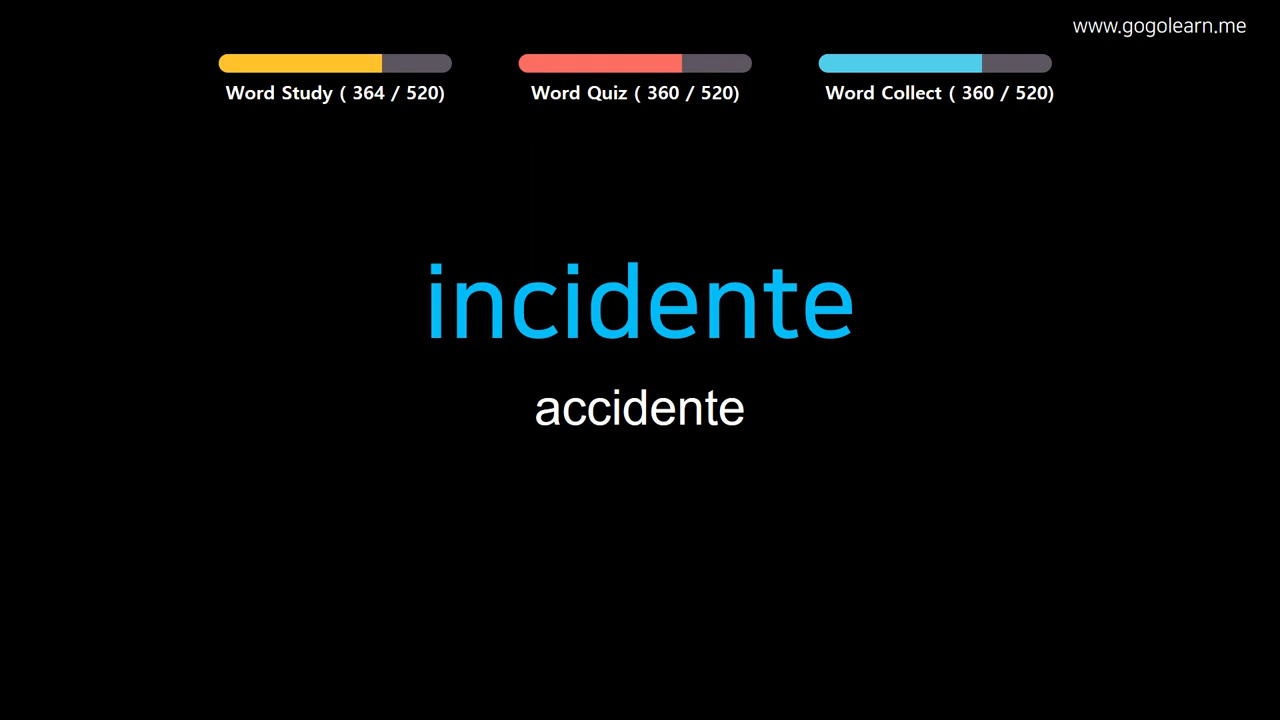 www.gogolearn.me
Word Study ( 364 / 520)
Word Quiz ( 360 / 520)
Word Collect ( 360 / 520)
incidente
accidente